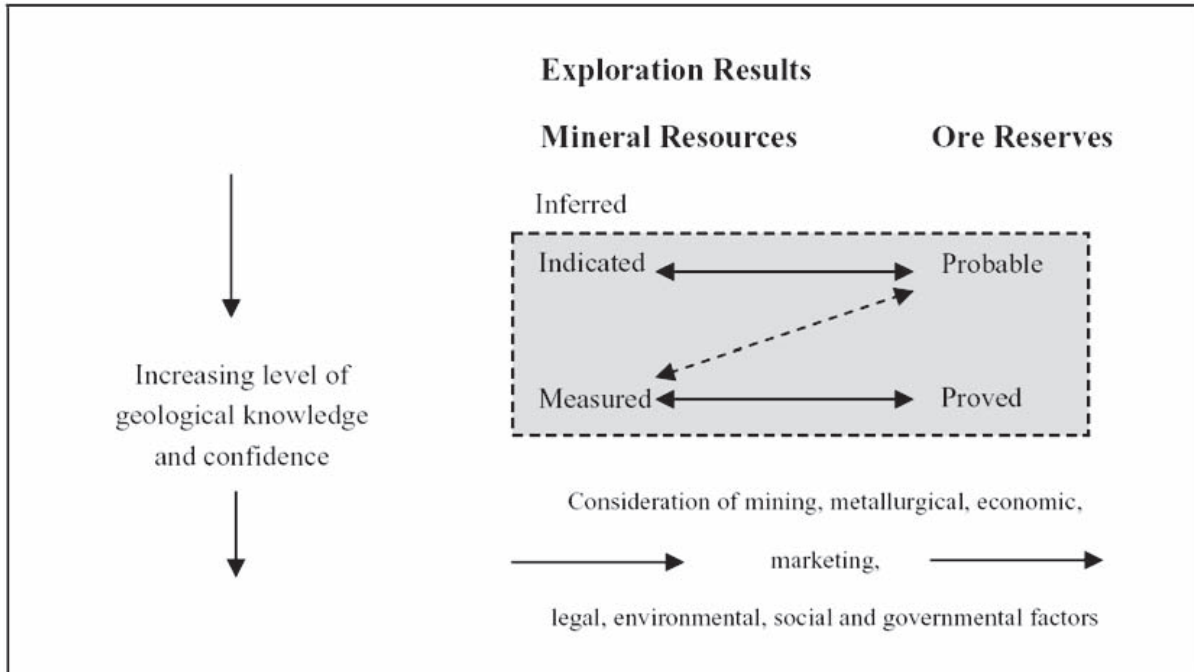 Exploration Results
Mineral Resources
Ore Reserves
Inferred
Indicated
Probable
Measured
Proved
Increasing level of
geological knowledge
and confidence
Consideration of mining, metallurgical, economic,
marketing,
legal, environmental, social and governmental factors